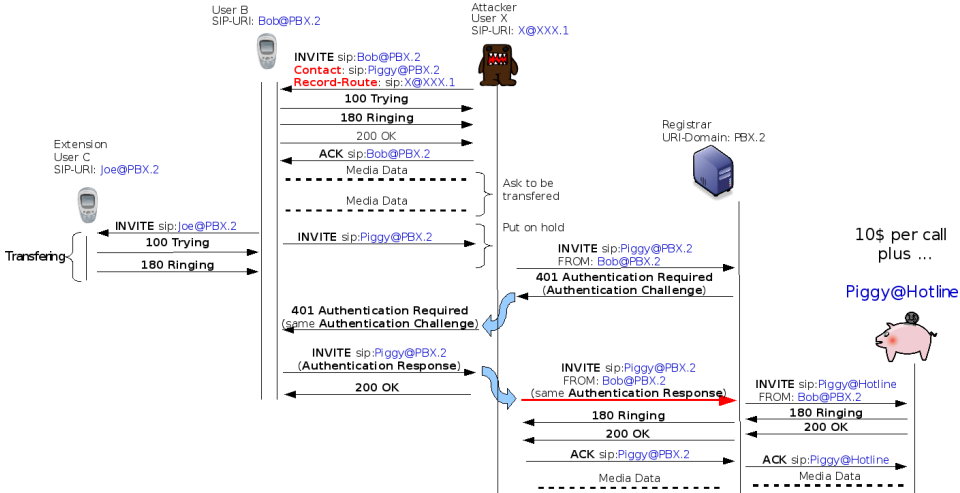 User B
SIP-URI: Bob@PBX.2
Attacker
User X
SIP-URI: X@XXX.1
INVITE sip:Bob@PBX.2
Contact: sip:Piggy@PBX.2
Record-Route: sip:X@XXX.1
100 Trying
180 Ringing
200 OK
ACK sip:Bob@PBX.2
Media Data
Media Data
Ask to be
transfered
Extension
User C
SIP-URI: Joe@PBX.2
Registrar
URI-Domain: PBX.2
INVITE sip:Joe@PBX.2
100 Trying
180 Ringing
Transfering
INVITE sip:Piggy@PBX.2
Put on hold
INVITE sip:Piggy@PBX.2
FROM: Bob@PBX.2
401 Authentication Required
(Authentication Challenge)
401 Authentication Required
(same Authentication Challenge)
INVITE sip:Piggy@PBX.2
(Authentication Response)
200 OK
INVITE sip:Piggy@PBX.2
FROM: Bob@PBX.2
(same Authentication Response)
180 Ringing
200 OK
ACK sip:Piggy@PBX.2
Media Data
10$ per call
plus ...
Piggy@Hotline
INVITE sip:Piggy@Hotline
FROM: Bob@PBX.2
180 Ringing
200 OK
ACK sip:Piggy@Hotline
Media Data